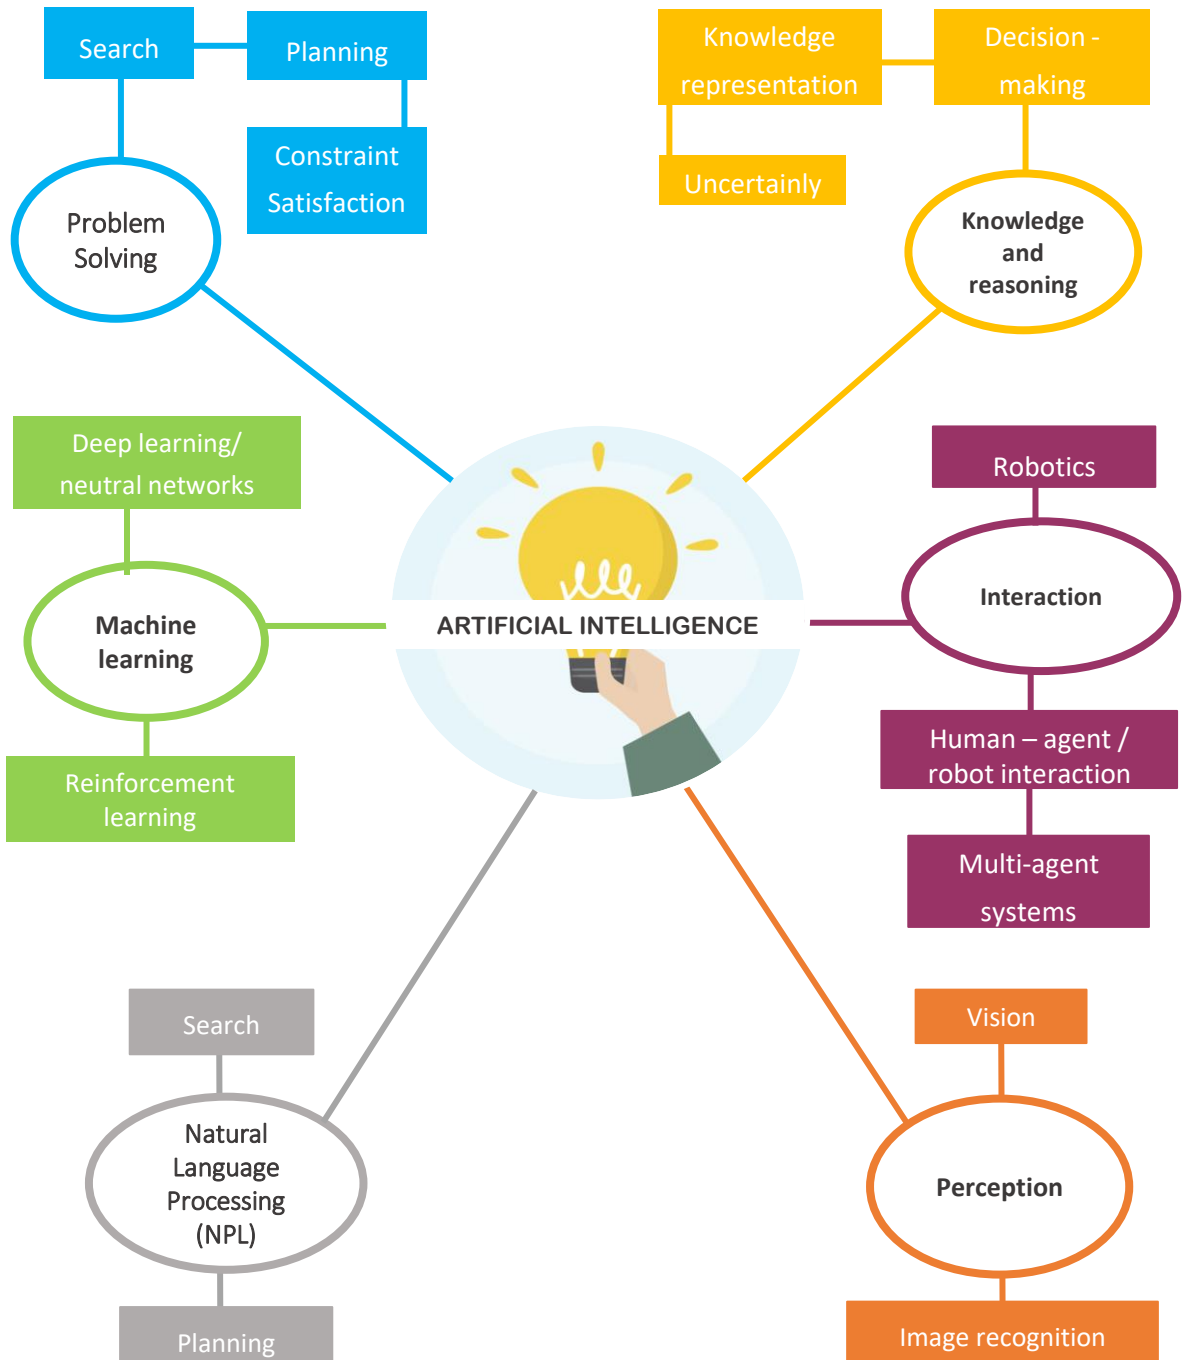 Search
Planning
Constraint
Satisfaction
Problem
Solving
Knowledge
representation
Decision -
making
Uncertainly
Knowledge
and
reasoning
Deep learning/
neutral networks
Machine
learning
Reinforcement
learning
ARTIFICIAL INTELLIGENCE
Robotics
Interaction
Human – agent /
robot interaction
Multi-agent
systems
Search
Natural
Language
Processing
(NPL)
Planning
Vision
Perception
Image recognition